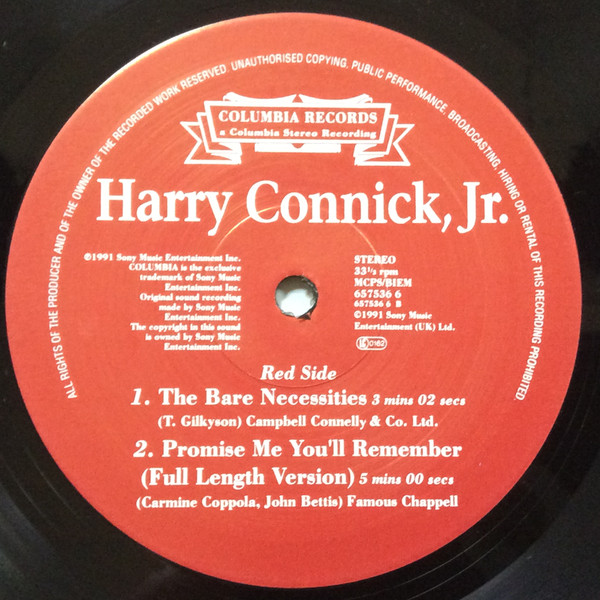 ALL RIGHTS OF THE PRODUCER AND OF THE OWNER OF THE RECORDED WORK RESERVED. UNAUTHORISED COPYING, PUBLIC PERFORMANCE, BROADCASTING, HIRING OR RENTAL OF THIS RECORDING PROHIBITED.
COLUMBIA RECORDS
a Columbia Stereo Recording
Harry Connick, Jr.
℗1991 Sony Music Entertainment Inc.
COLUMBIA is the exclusive
trademark of Sony Music
Entertainment Inc.
Original sound recording
made by Sony Music
Entertainment Inc.
The copyright in this sound
is owned by Sony Music
Entertainment Inc.
STEREO
33⅓ rpm
MCPS/BIEM
657536 6
657536 6 B
©1991 Sony Music
Entertainment (UK) Ltd.
g 0162
Red Side
1. The Bare Necessities 3 mins 02 secs
(T. Gilkyson) Campbell Connelly & Co. Ltd.
2. Promise Me You'll Remember
(Full Length Version) 5 mins 00 secs
(Carmine Coppola, John Bettis) Famous Chappell